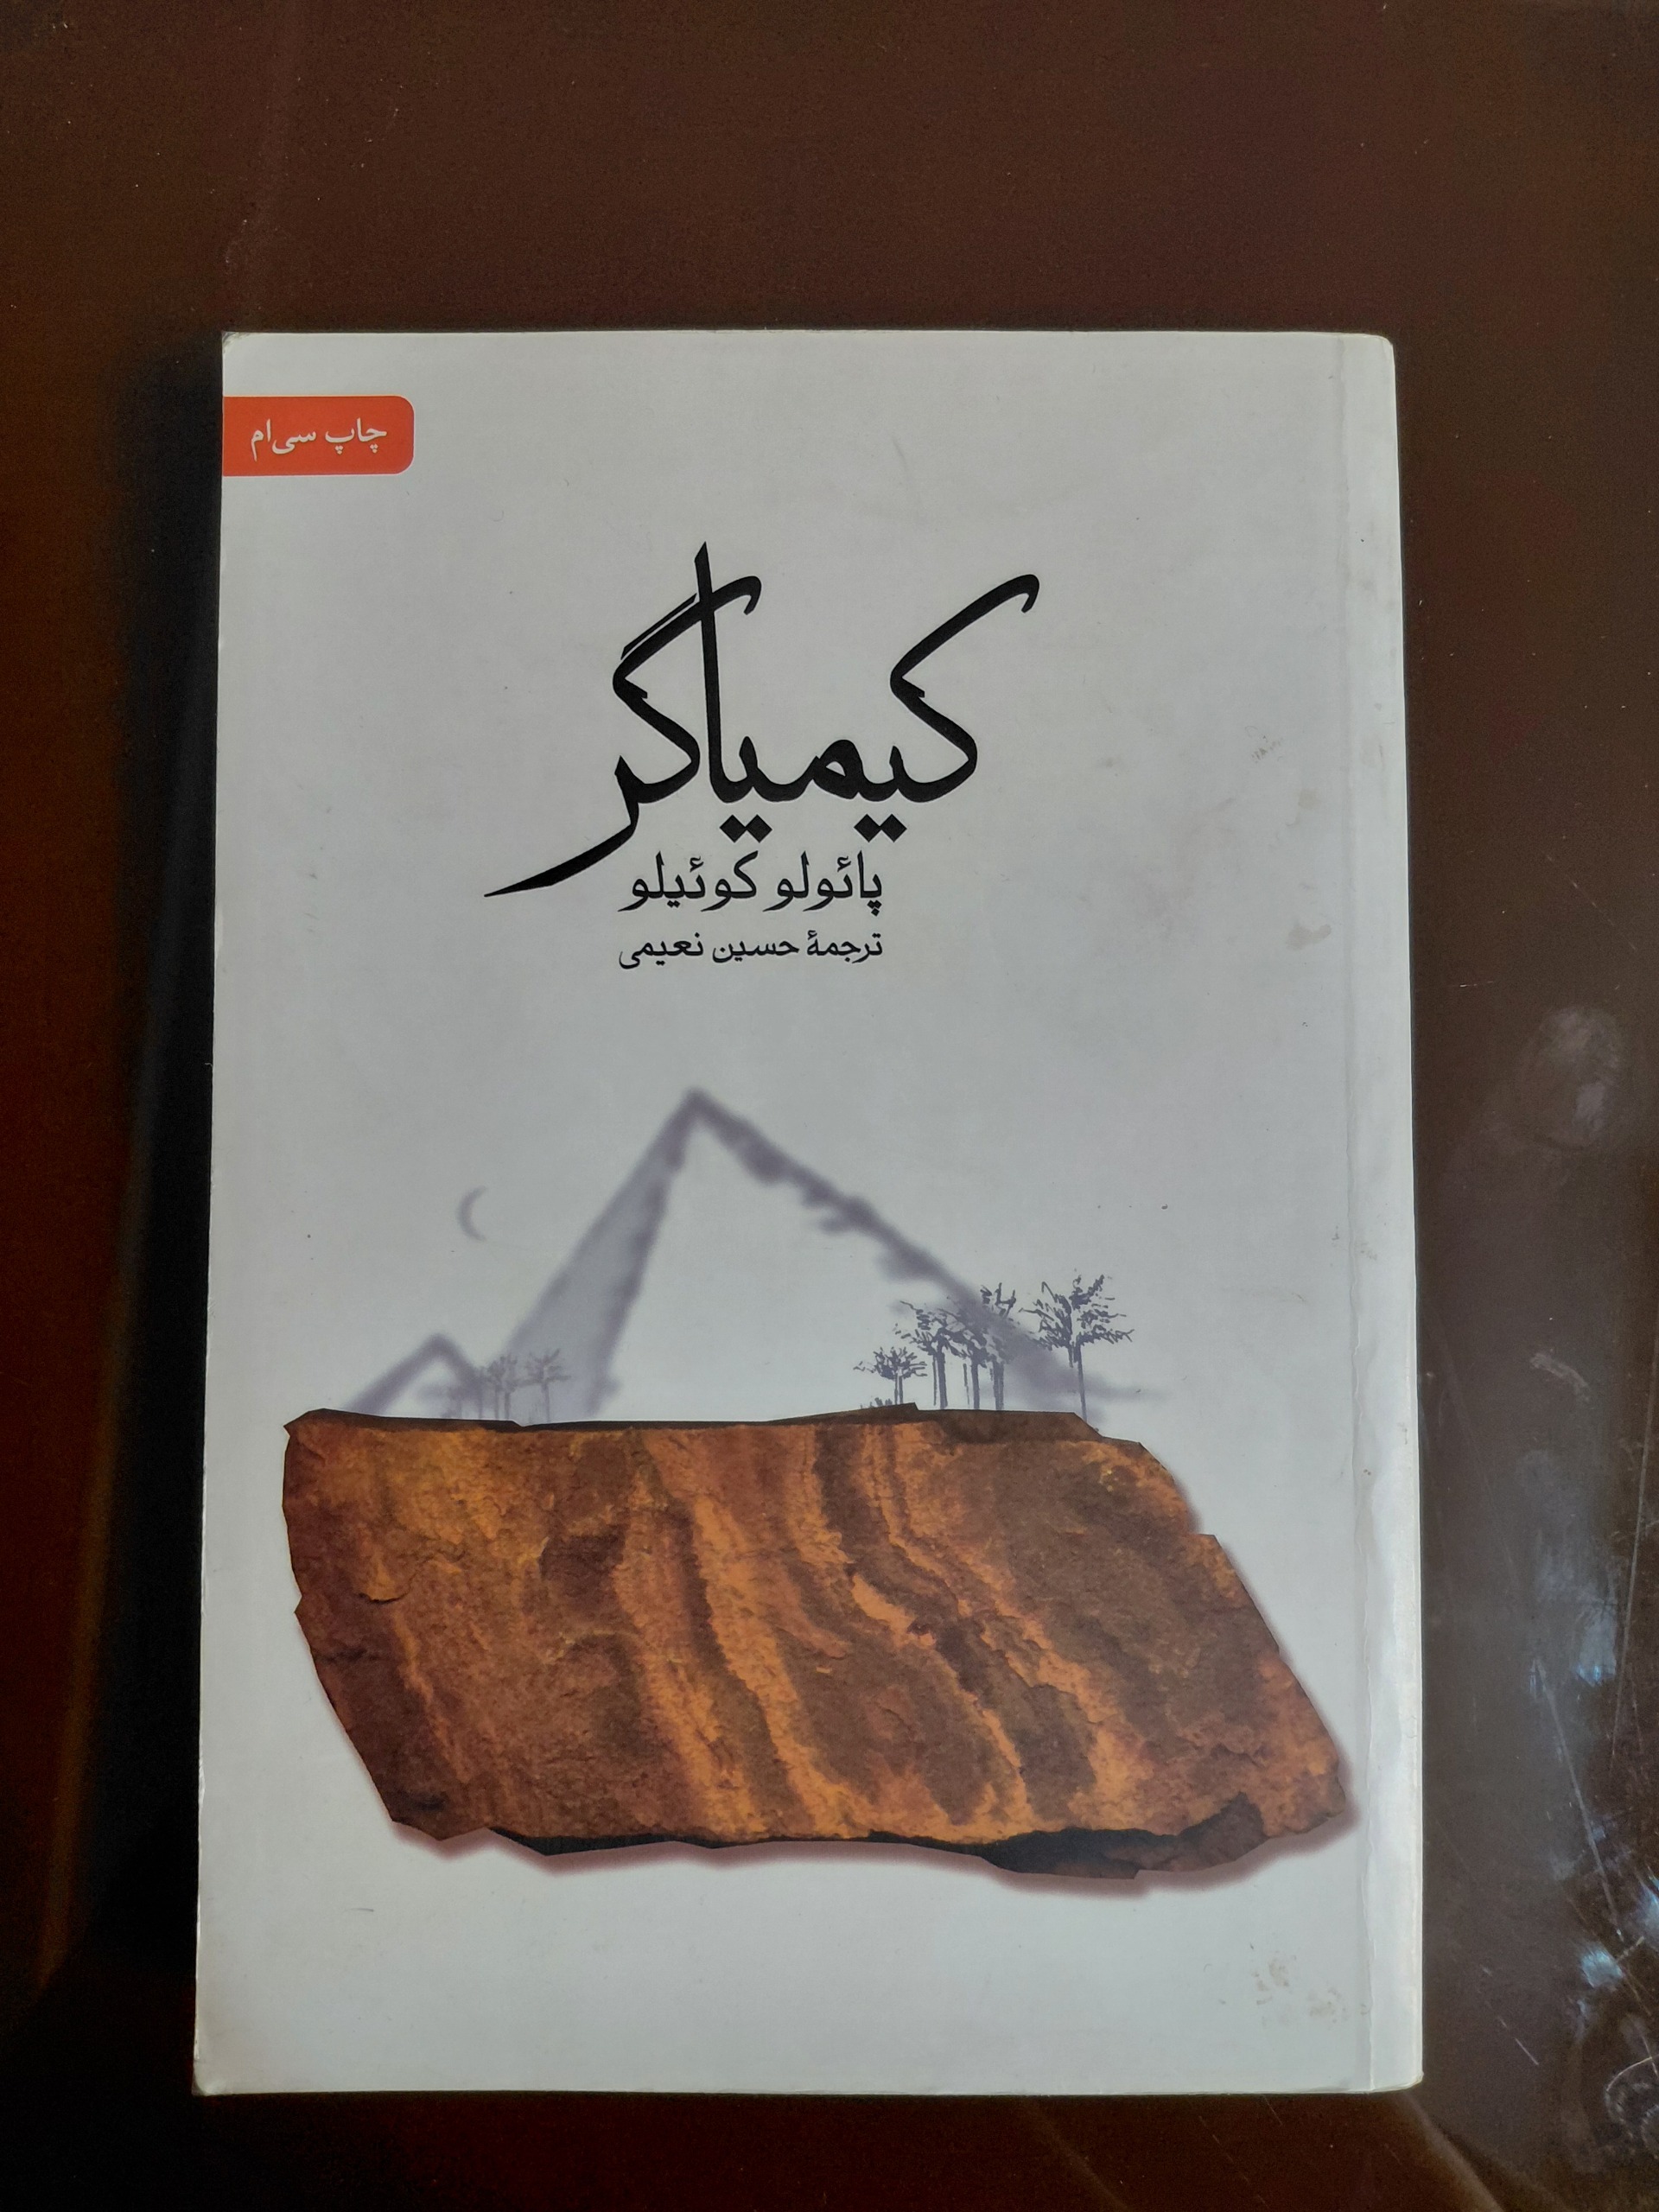 چاپ سی‌ام
کیمیاگر
پائولو کوئیلو
ترجمهٔ حسین نعیمی